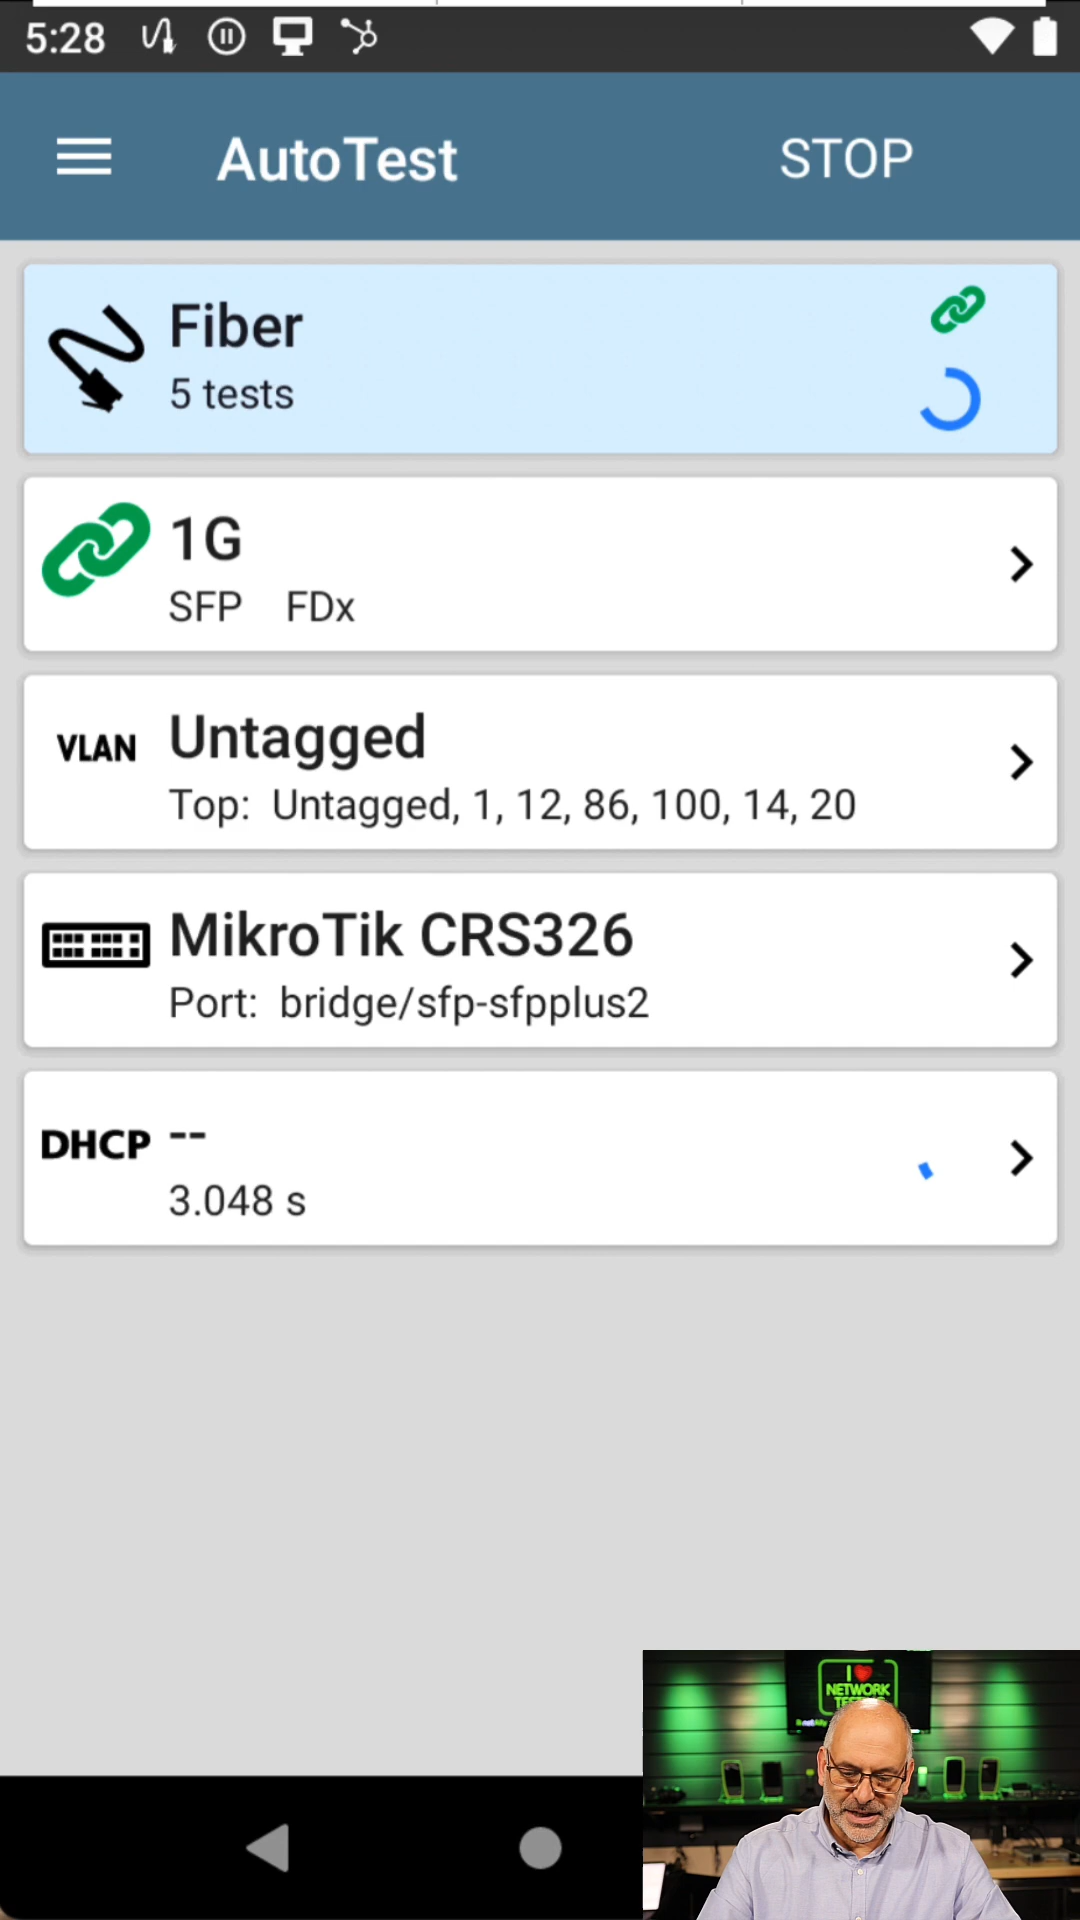 5:28
AutoTest
STOP
Fiber
5 tests
1G
SFP FDx
VLAN
Untagged
Top: Untagged, 1, 12, 86, 100, 14, 20
MikroTik CRS326
Port: bridge/sfp-sfpplus2
DHCP
--
3.048 s
I
NETWORK